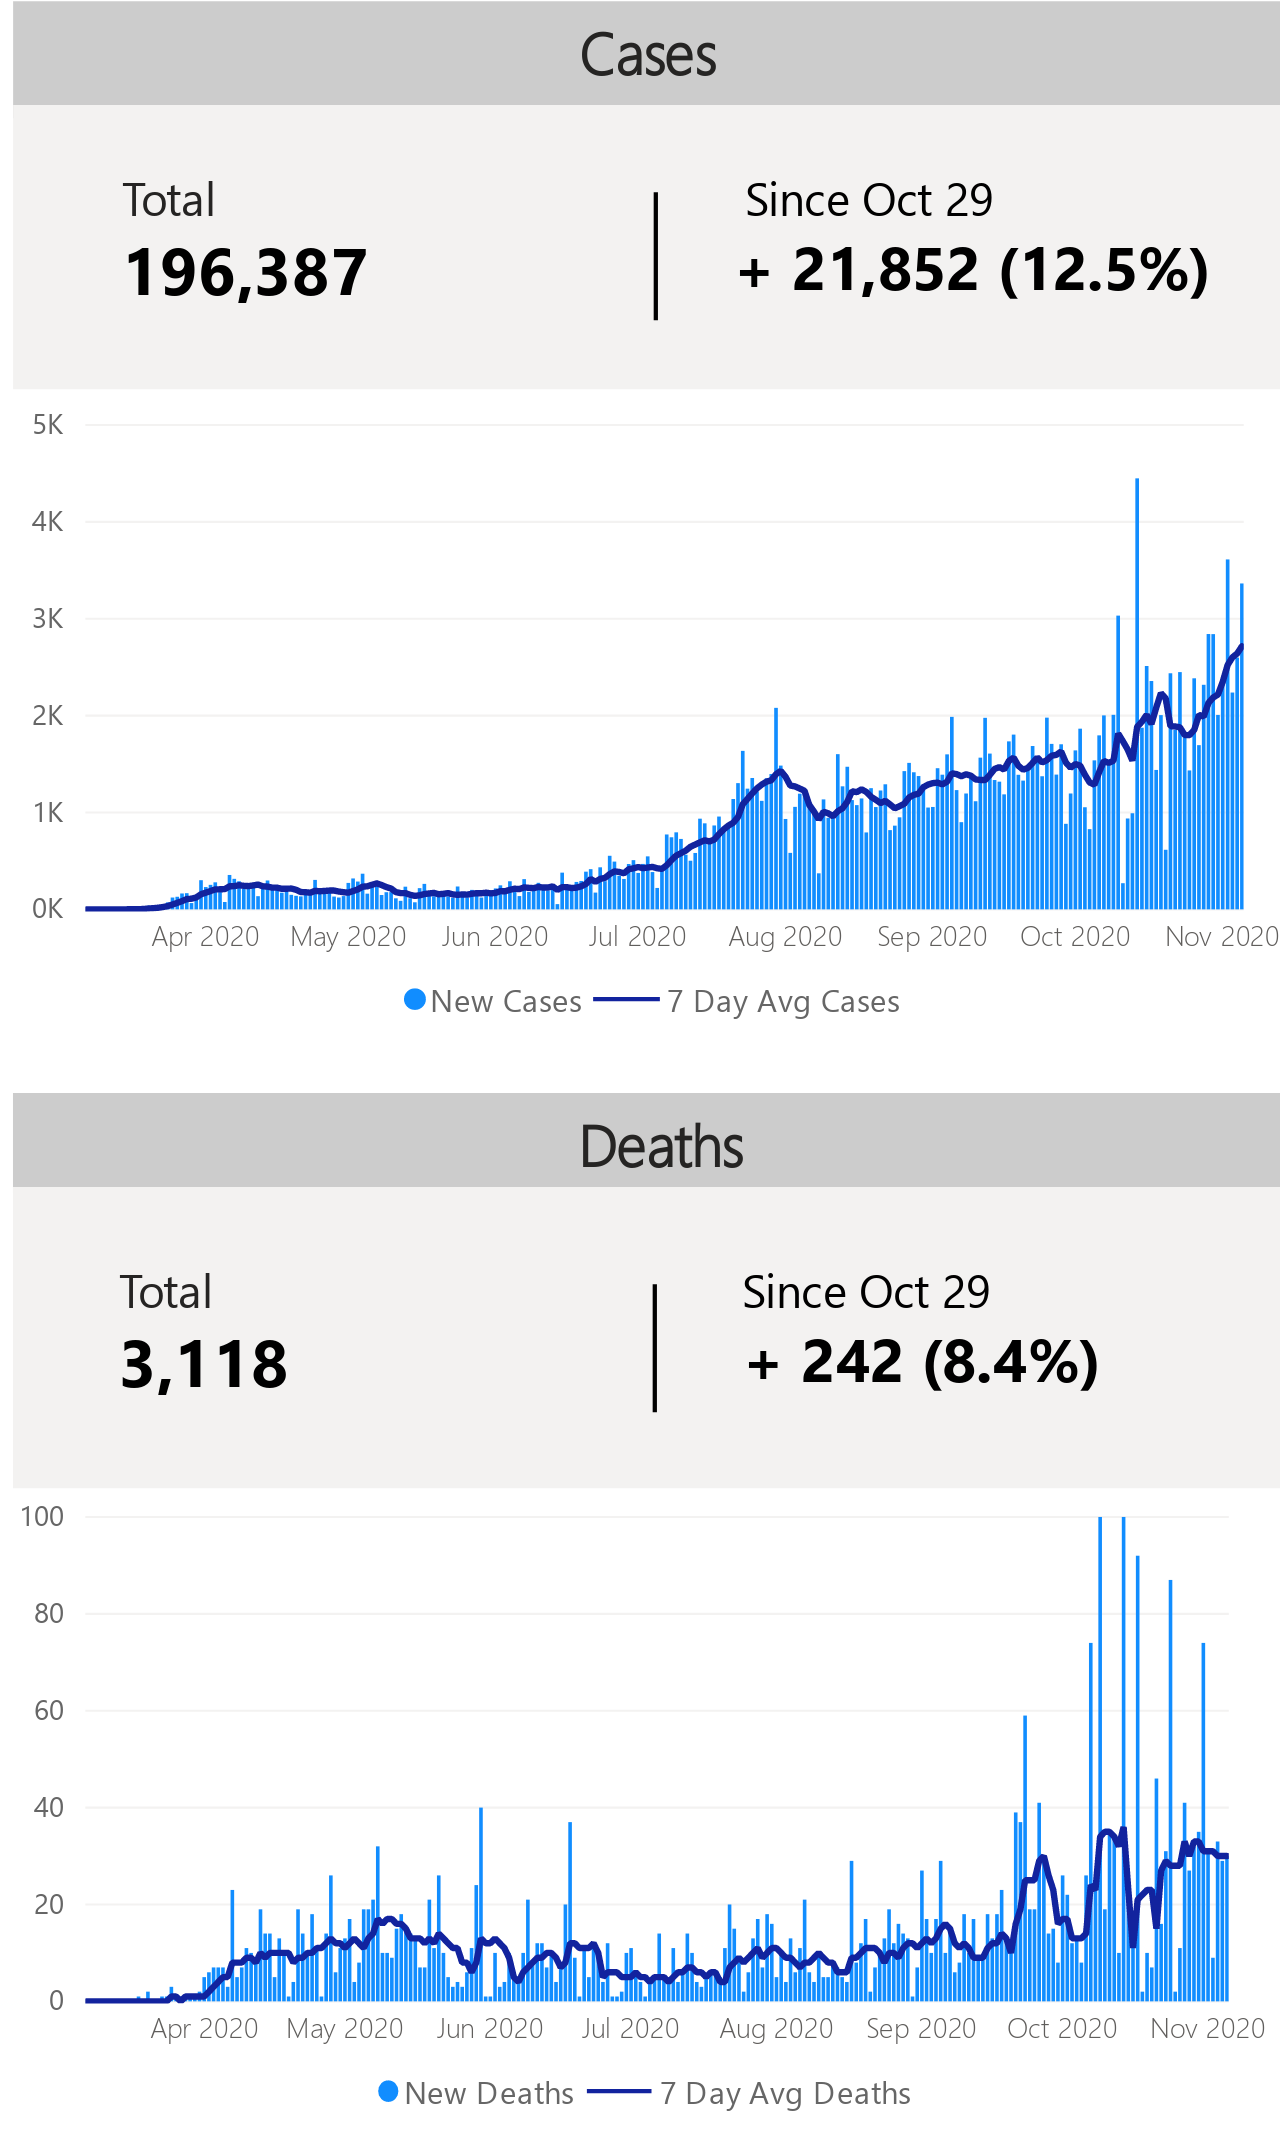 Cases
Total
Since Oct 29
196,387
+ 21,852 (12.5%)
5K
4K
3K
2K
1K
0K
Apr 2020 May 2020 Jun 2020 Jul 2020 Aug 2020 Sep 2020 Oct 2020 Nov 2020
New Cases 7 Day Avg Cases
Deaths
Total
Since Oct 29
3,118
+ 242 (8.4%)
100
80
60
40
20
0
Apr 2020 May 2020 Jun 2020 Jul 2020 Aug 2020 Sep 2020 Oct 2020 Nov 2020
New Deaths 7 Day Avg Deaths